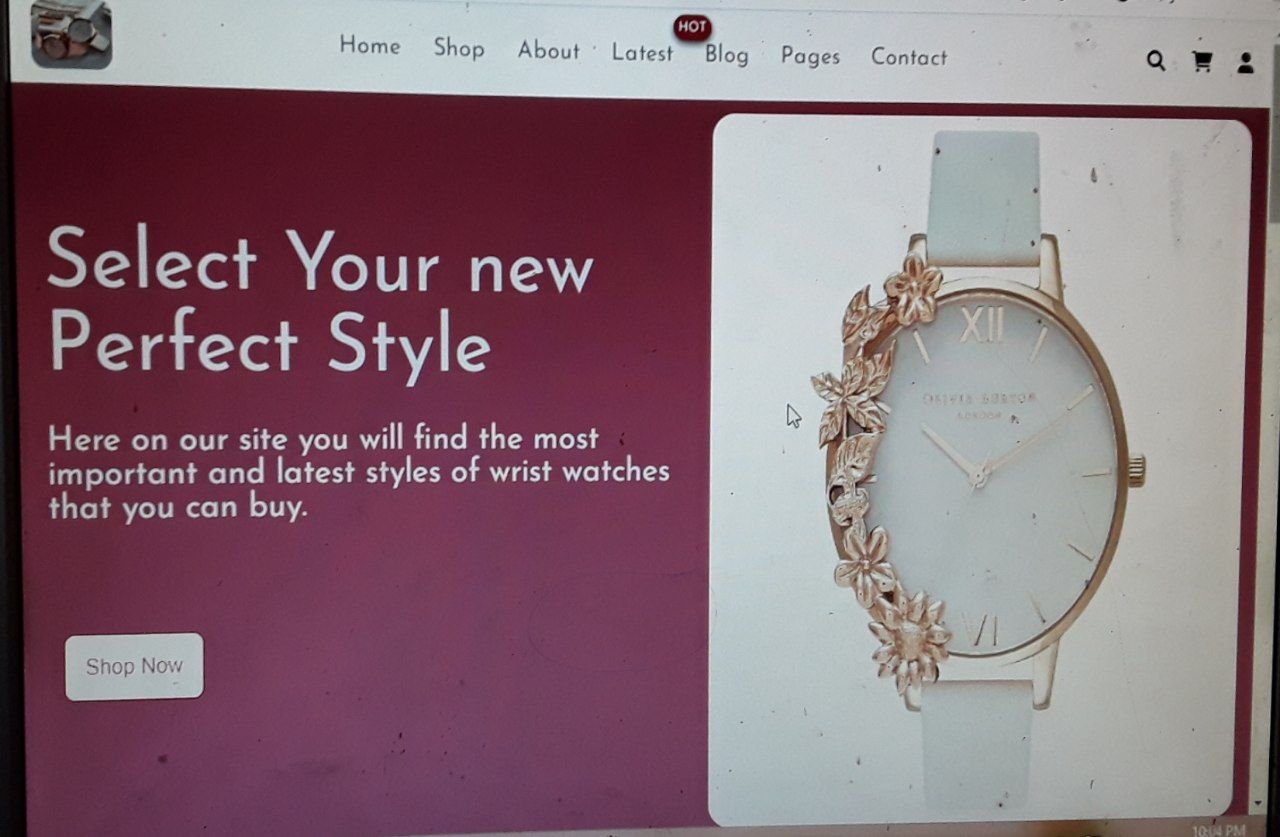 HOT
Home Shop About Latest Blog Pages Contact
Select Your new
Perfect Style
Here on our site you will find the most
important and latest styles of wrist watches
that you can buy.
Shop Now
XII
OLIVIA BURTON
LONDON
VI
10:04 PM